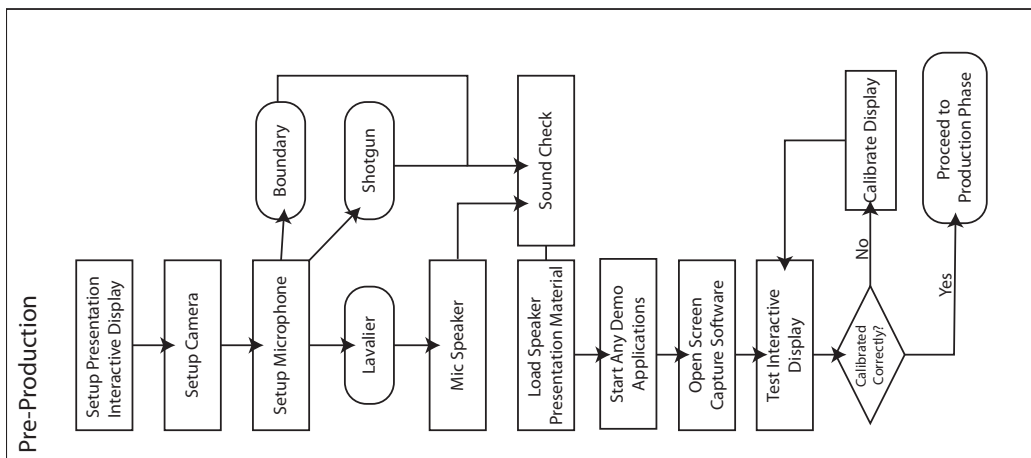 Pre-Production
Setup Presentation
Interactive Display
Setup Camera
Setup Microphone
Boundary
Shotgun
Lavalier
Mic Speaker
Sound Check
Load Speaker
Presentation Material
Start Any Demo
Applications
Open Screen
Capture Software
Test Interactive
Display
Calibrated
Correctly?
No
Calibrate Display
Yes
Proceed to
Production Phase